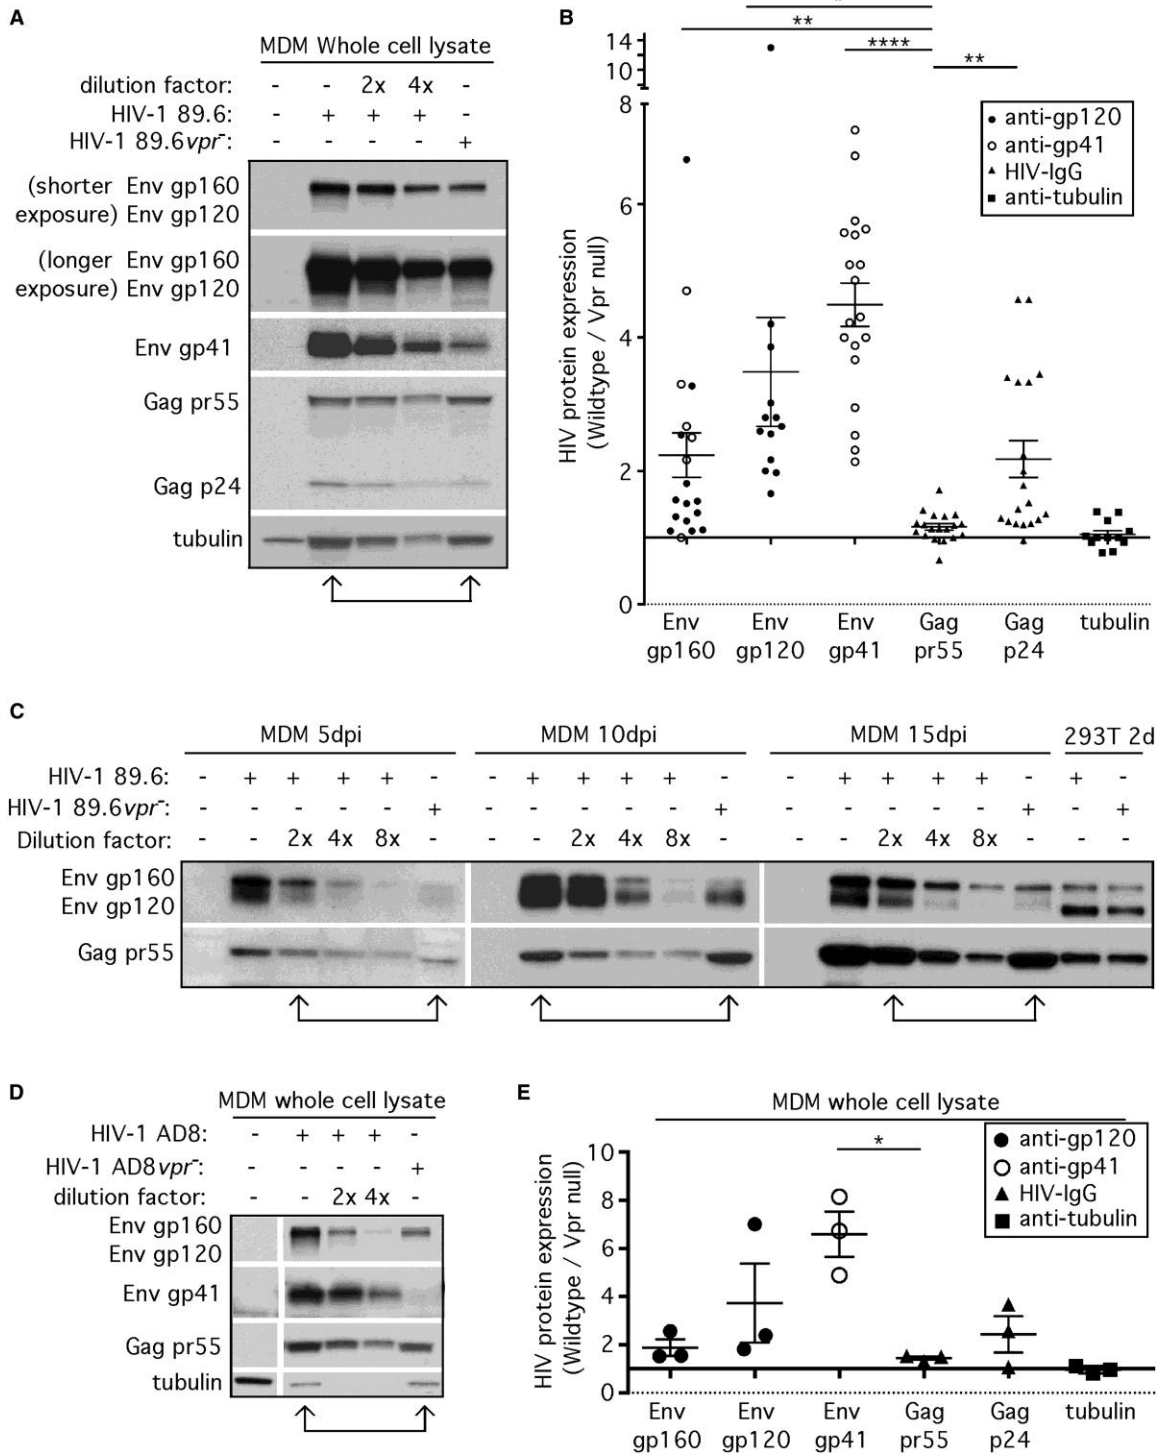 A
MDM Whole cell lysate
dilution factor: - - 2x 4x -
HIV-1 89.6: - + + + -
HIV-1 89.6vpr-: - - - - +
(shorter Env gp160
exposure) Env gp120
(longer Env gp160
exposure) Env gp120
Env gp41
Gag pr55
Gag p24
tubulin
B
**
****
**
HIV protein expression
(Wildtype / Vpr null)
14
10
8
6
4
2
0
anti-gp120
anti-gp41
HIV-IgG
anti-tubulin
Env Env Env Gag Gag tubulin
gp160 gp120 gp41 pr55 p24
C
MDM 5dpi MDM 10dpi MDM 15dpi 293T 2d
HIV-1 89.6: - + + + + - - + + + + - - + + + + - + -
HIV-1 89.6vpr-: - - - - - + - - - - - + - - - - - + - +
Dilution factor: - - 2x 4x 8x - - - 2x 4x 8x - - - 2x 4x 8x - - -
Env gp160
Env gp120
Gag pr55
D
MDM whole cell lysate
HIV-1 AD8: - + + + -
HIV-1 AD8vpr-: - - - - +
dilution factor: - - 2x 4x -
Env gp160
Env gp120
Env gp41
Gag pr55
tubulin
E
MDM whole cell lysate
*
HIV protein expression
(Wildtype / Vpr null)
10
8
6
4
2
0
anti-gp120
anti-gp41
HIV-IgG
anti-tubulin
Env Env Env Gag Gag tubulin
gp160 gp120 gp41 pr55 p24